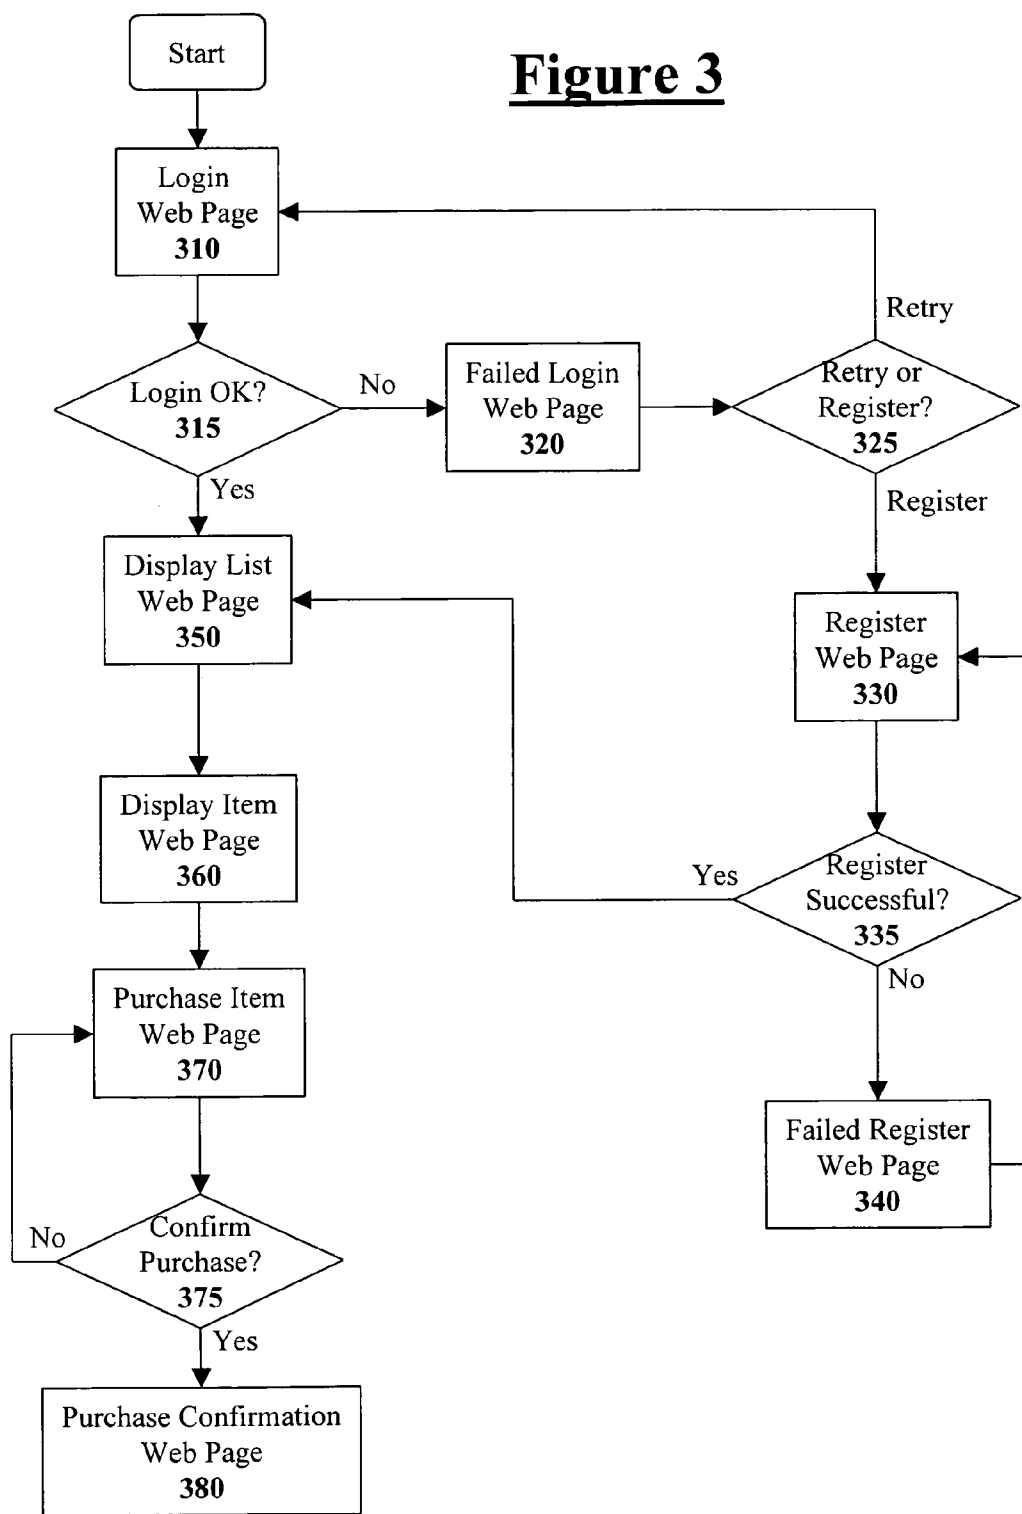 Start
Figure 3
Login
Web Page
310
Retry
Login OK?
315
No
Failed Login
Web Page
320
Retry or
Register?
325
Yes
Register
Display List
Web Page
350
Register
Web Page
330
Display Item
Web Page
360
Yes
Register
Successful?
335
No
Purchase Item
Web Page
370
Failed Register
Web Page
340
No
Confirm
Purchase?
375
Yes
Purchase Confirmation
Web Page
380